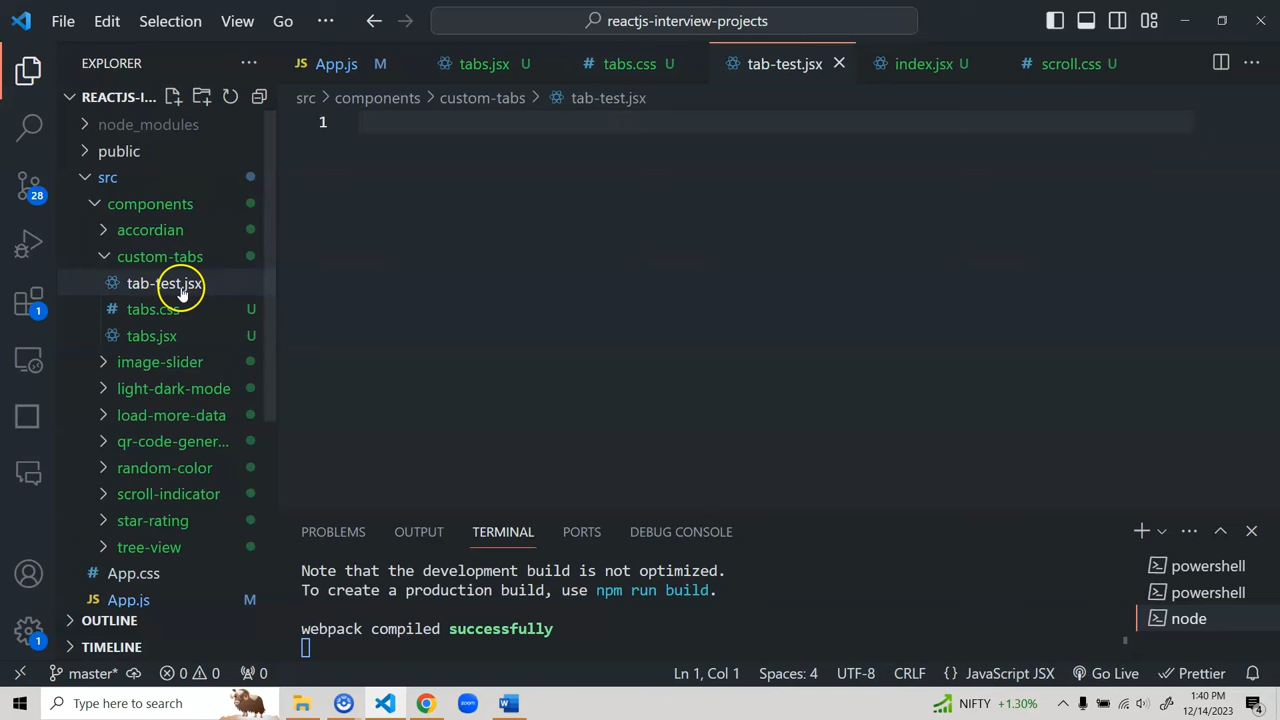 File Edit Selection View Go ··· reactjs-interview-projects
EXPLORER ···
App.js M tabs.jsx U tabs.css U tab-test.jsx index.jsx U scroll.css U ···
REACTJS-I...
src > components > custom-tabs > tab-test.jsx
1
node_modules
public
src
components
accordian
custom-tabs
tab-test.jsx
tabs.css U
tabs.jsx U
image-slider
light-dark-mode
load-more-data
qr-code-gener...
random-color
scroll-indicator
star-rating
tree-view
App.css
App.js M
OUTLINE
TIMELINE
28
1
1
PROBLEMS OUTPUT TERMINAL PORTS DEBUG CONSOLE
Note that the development build is not optimized.
To create a production build, use npm run build.
webpack compiled successfully
powershell
powershell
node
master* 0 0 0 Ln 1, Col 1 Spaces: 4 UTF-8 CRLF {} JavaScript JSX Go Live Prettier
Type here to search zoom W NIFTY +1.30% 1:40 PM
12/14/2023 4